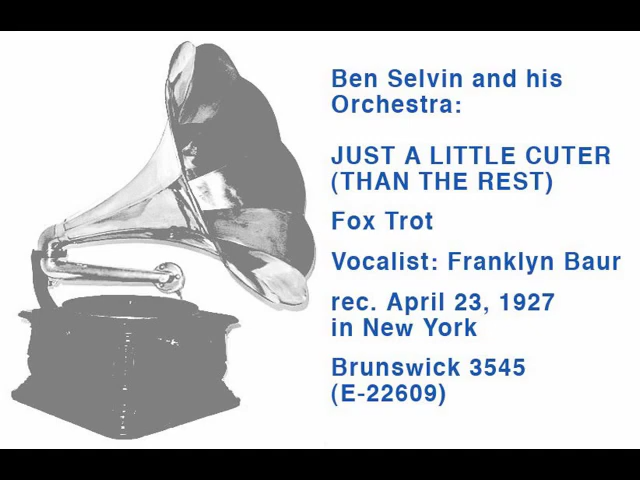 Ben Selvin and his
Orchestra:
JUST A LITTLE CUTER
(THAN THE REST)
Fox Trot
Vocalist: Franklyn Baur
rec. April 23, 1927
in New York
Brunswick 3545
(E-22609)